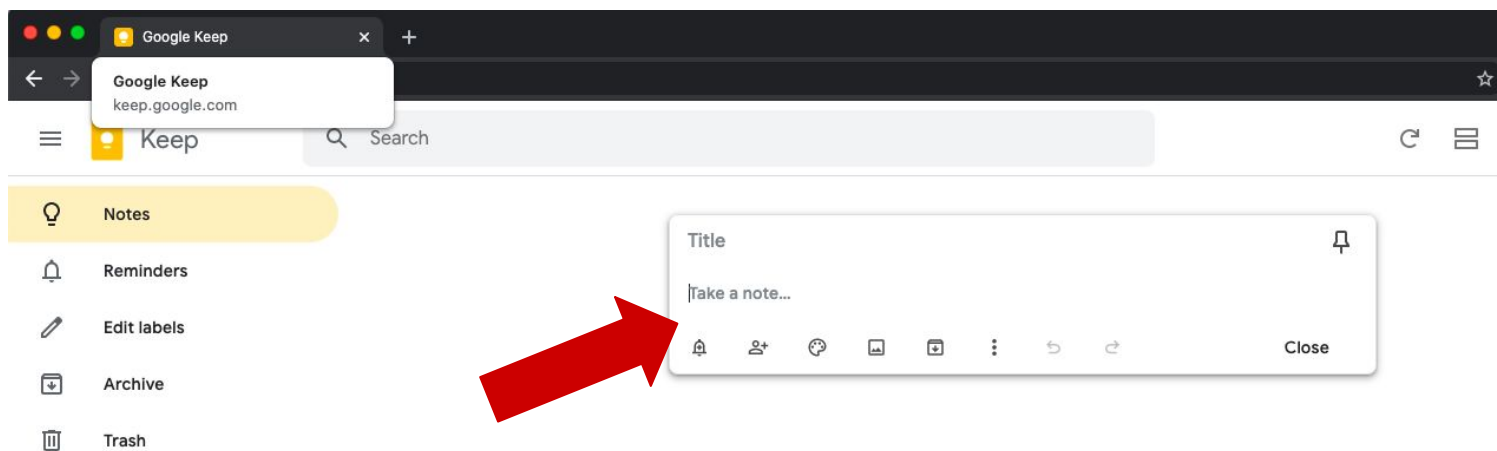 Google Keep
Google Keep
keep.google.com
Keep
Search
Notes
Title
Reminders
Take a note...
Edit labels
Close
Archive
Trash